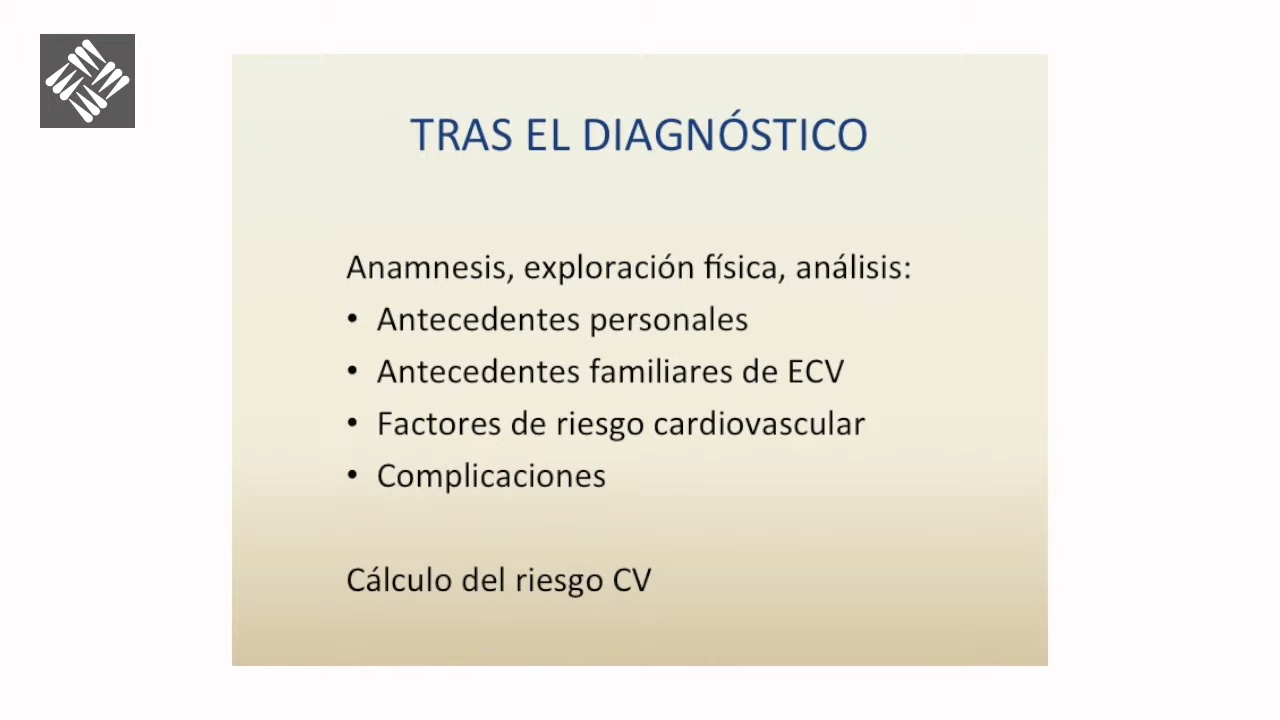 TRAS EL DIAGNÓSTICO
Anamnesis, exploración física, análisis:
• Antecedentes personales
• Antecedentes familiares de ECV
• Factores de riesgo cardiovascular
• Complicaciones
Cálculo del riesgo CV